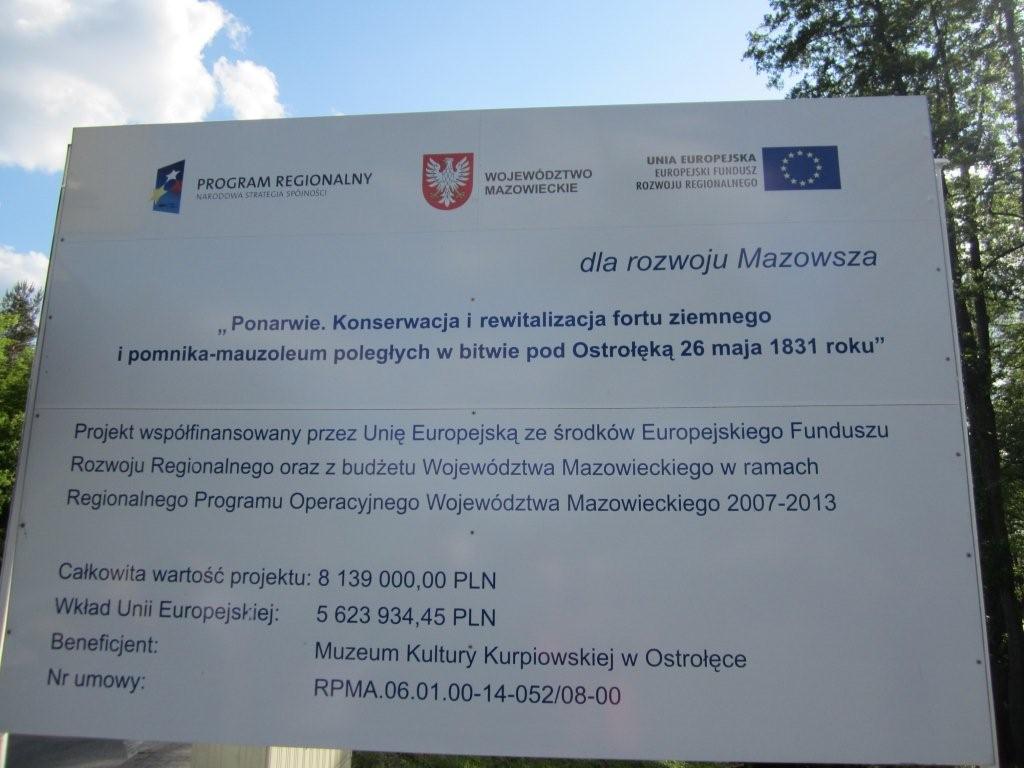 PROGRAM REGIONALNY
NARODOWA STRATEGIA SPÓJNOŚCI
WOJEWÓDZTWO
MAZOWIECKIE
UNIA EUROPEJSKA
EUROPEJSKI FUNDUSZ
ROZWOJU REGIONALNEGO
dla rozwoju Mazowsza
„Ponarwie. Konserwacja i rewitalizacja fortu ziemnego
i pomnika-mauzoleum poległych w bitwie pod Ostrołęką 26 maja 1831 roku”
Projekt współfinansowany przez Unię Europejską ze środków Europejskiego Funduszu
Rozwoju Regionalnego oraz z budżetu Województwa Mazowieckiego w ramach
Regionalnego Programu Operacyjnego Województwa Mazowieckiego 2007-2013
Całkowita wartość projektu: 8 139 000,00 PLN
Wkład Unii Europejskiej: 5 623 934,45 PLN
Beneficjent: Muzeum Kultury Kurpiowskiej w Ostrołęce
Nr umowy: RPMA.06.01.00-14-052/08-00